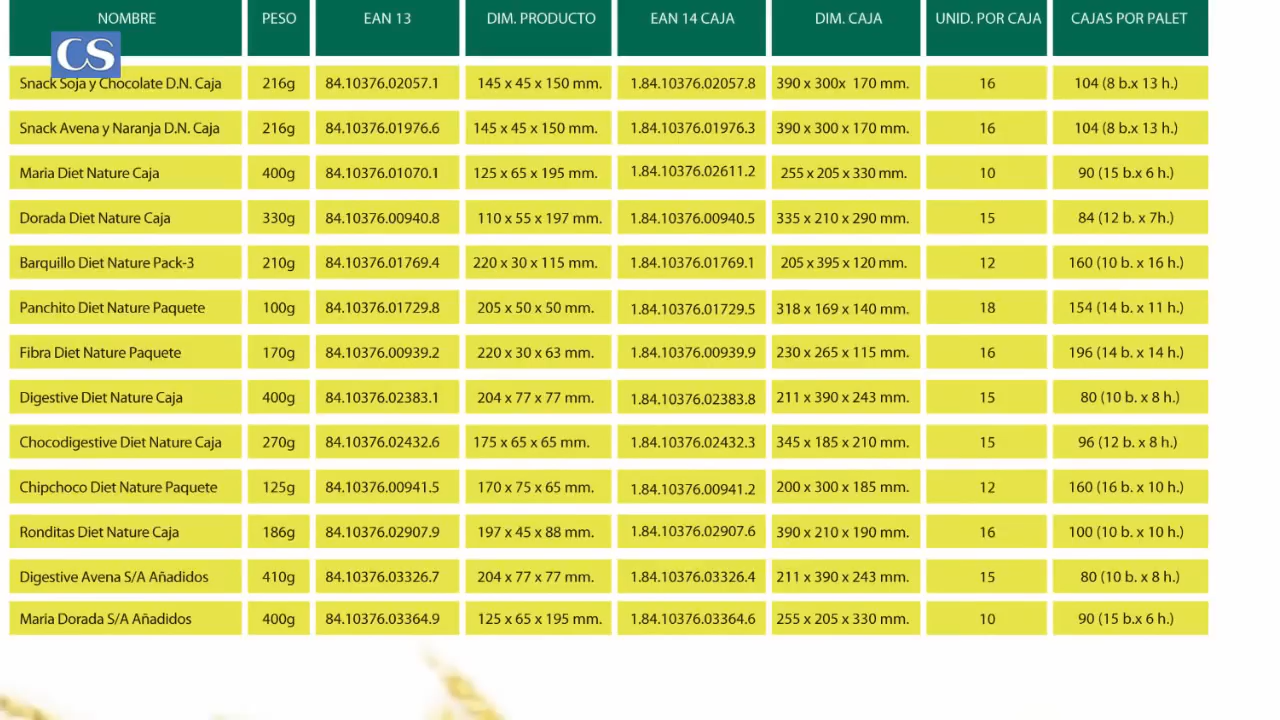 NOMBRE PESO EAN 13 DIM. PRODUCTO EAN 14 CAJA DIM. CAJA UNID. POR CAJA CAJAS POR PALET
CS
Snack Soja y Chocolate D.N. Caja 216g 84.10376.02057.1 145 x 45 x 150 mm. 1.84.10376.02057.8 390 x 300x 170 mm. 16 104 (8 b.x 13 h.)
Snack Avena y Naranja D.N. Caja 216g 84.10376.01976.6 145 x 45 x 150 mm. 1.84.10376.01976.3 390 x 300 x 170 mm. 16 104 (8 b.x 13 h.)
Maria Diet Nature Caja 400g 84.10376.01070.1 125 x 65 x 195 mm. 1.84.10376.02611.2 255 x 205 x 330 mm. 10 90 (15 b.x 6 h.)
Dorada Diet Nature Caja 330g 84.10376.00940.8 110 x 55 x 197 mm. 1.84.10376.00940.5 335 x 210 x 290 mm. 15 84 (12 b. x 7h.)
Barquillo Diet Nature Pack-3 210g 84.10376.01769.4 220 x 30 x 115 mm. 1.84.10376.01769.1 205 x 395 x 120 mm. 12 160 (10 b. x 16 h.)
Panchito Diet Nature Paquete 100g 84.10376.01729.8 205 x 50 x 50 mm. 1.84.10376.01729.5 318 x 169 x 140 mm. 18 154 (14 b. x 11 h.)
Fibra Diet Nature Paquete 170g 84.10376.00939.2 220 x 30 x 63 mm. 1.84.10376.00939.9 230 x 265 x 115 mm. 16 196 (14 b. x 14 h.)
Digestive Diet Nature Caja 400g 84.10376.02383.1 204 x 77 x 77 mm. 1.84.10376.02383.8 211 x 390 x 243 mm. 15 80 (10 b. x 8 h.)
Chocodigestive Diet Nature Caja 270g 84.10376.02432.6 175 x 65 x 65 mm. 1.84.10376.02432.3 345 x 185 x 210 mm. 15 96 (12 b. x 8 h.)
Chipchoco Diet Nature Paquete 125g 84.10376.00941.5 170 x 75 x 65 mm. 1.84.10376.00941.2 200 x 300 x 185 mm. 12 160 (16 b. x 10 h.)
Ronditas Diet Nature Caja 186g 84.10376.02907.9 197 x 45 x 88 mm. 1.84.10376.02907.6 390 x 210 x 190 mm. 16 100 (10 b. x 10 h.)
Digestive Avena S/A Añadidos 410g 84.10376.03326.7 204 x 77 x 77 mm. 1.84.10376.03326.4 211 x 390 x 243 mm. 15 80 (10 b. x 8 h.)
Maria Dorada S/A Añadidos 400g 84.10376.03364.9 125 x 65 x 195 mm. 1.84.10376.03364.6 255 x 205 x 330 mm. 10 90 (15 b.x 6 h.)